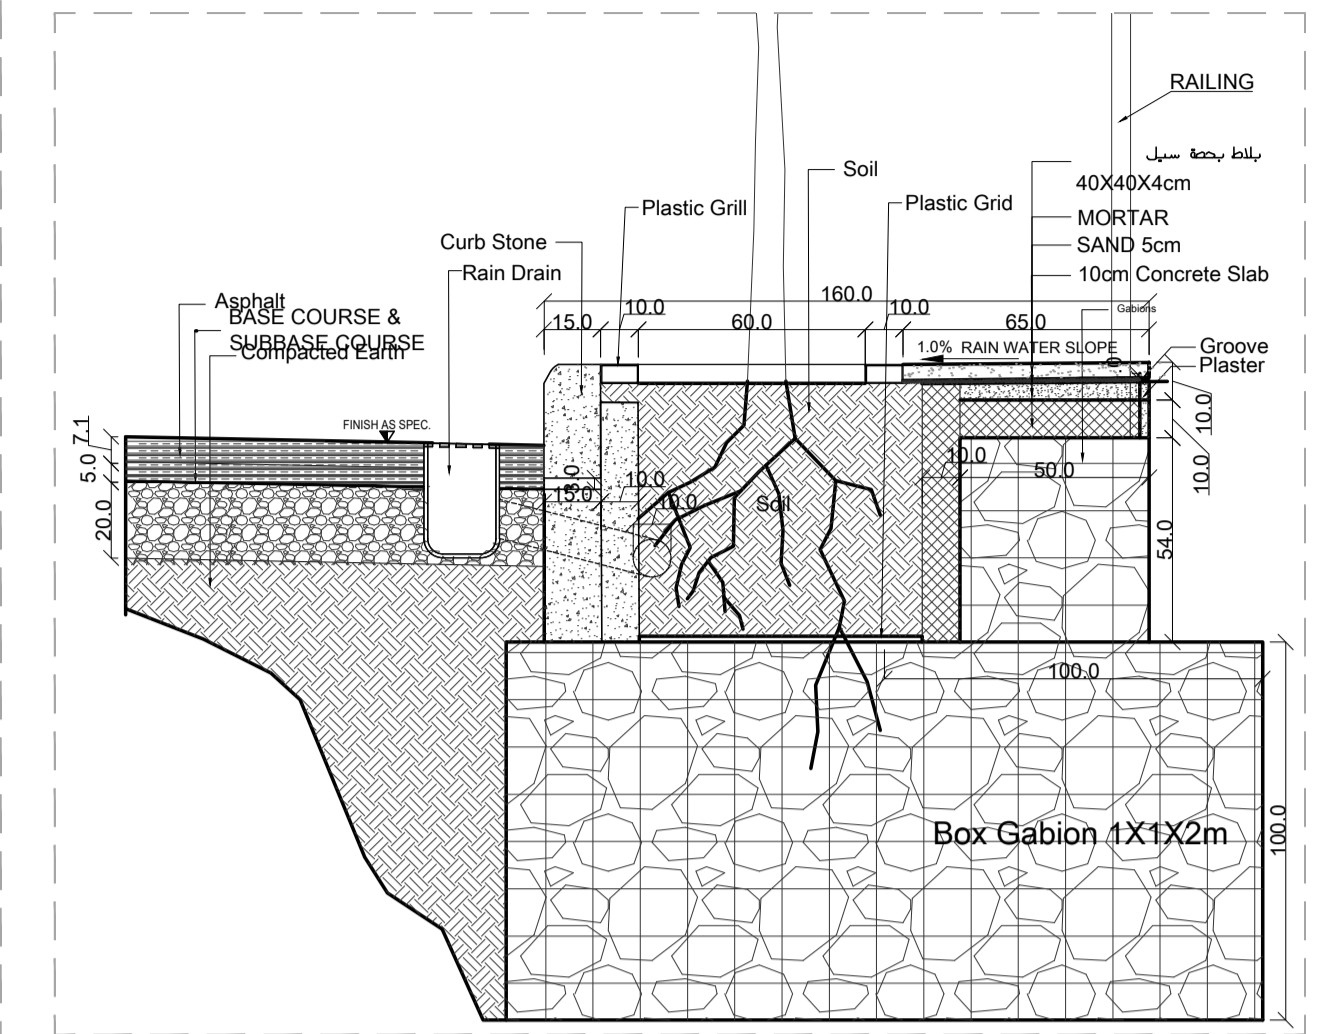 RAILING
بلاط بحصة سيل
40X40X4cm
MORTAR
SAND 5cm
10cm Concrete Slab
Gabions
Soil
Plastic Grill
Plastic Grid
Curb Stone
Rain Drain
Asphalt
BASE COURSE &
SUBBASE COURSE
Compacted Earth
160.0
10.0
10.0
15.0
60.0
65.0
1.0% RAIN WATER SLOPE
Groove
Plaster
FINISH AS SPEC.
7.1
5.0
20.0
10.0
10.0
54.0
10.0
50.0
15.0
10.0
10.0
Soil
100.0
Box Gabion 1X1X2m
100.0